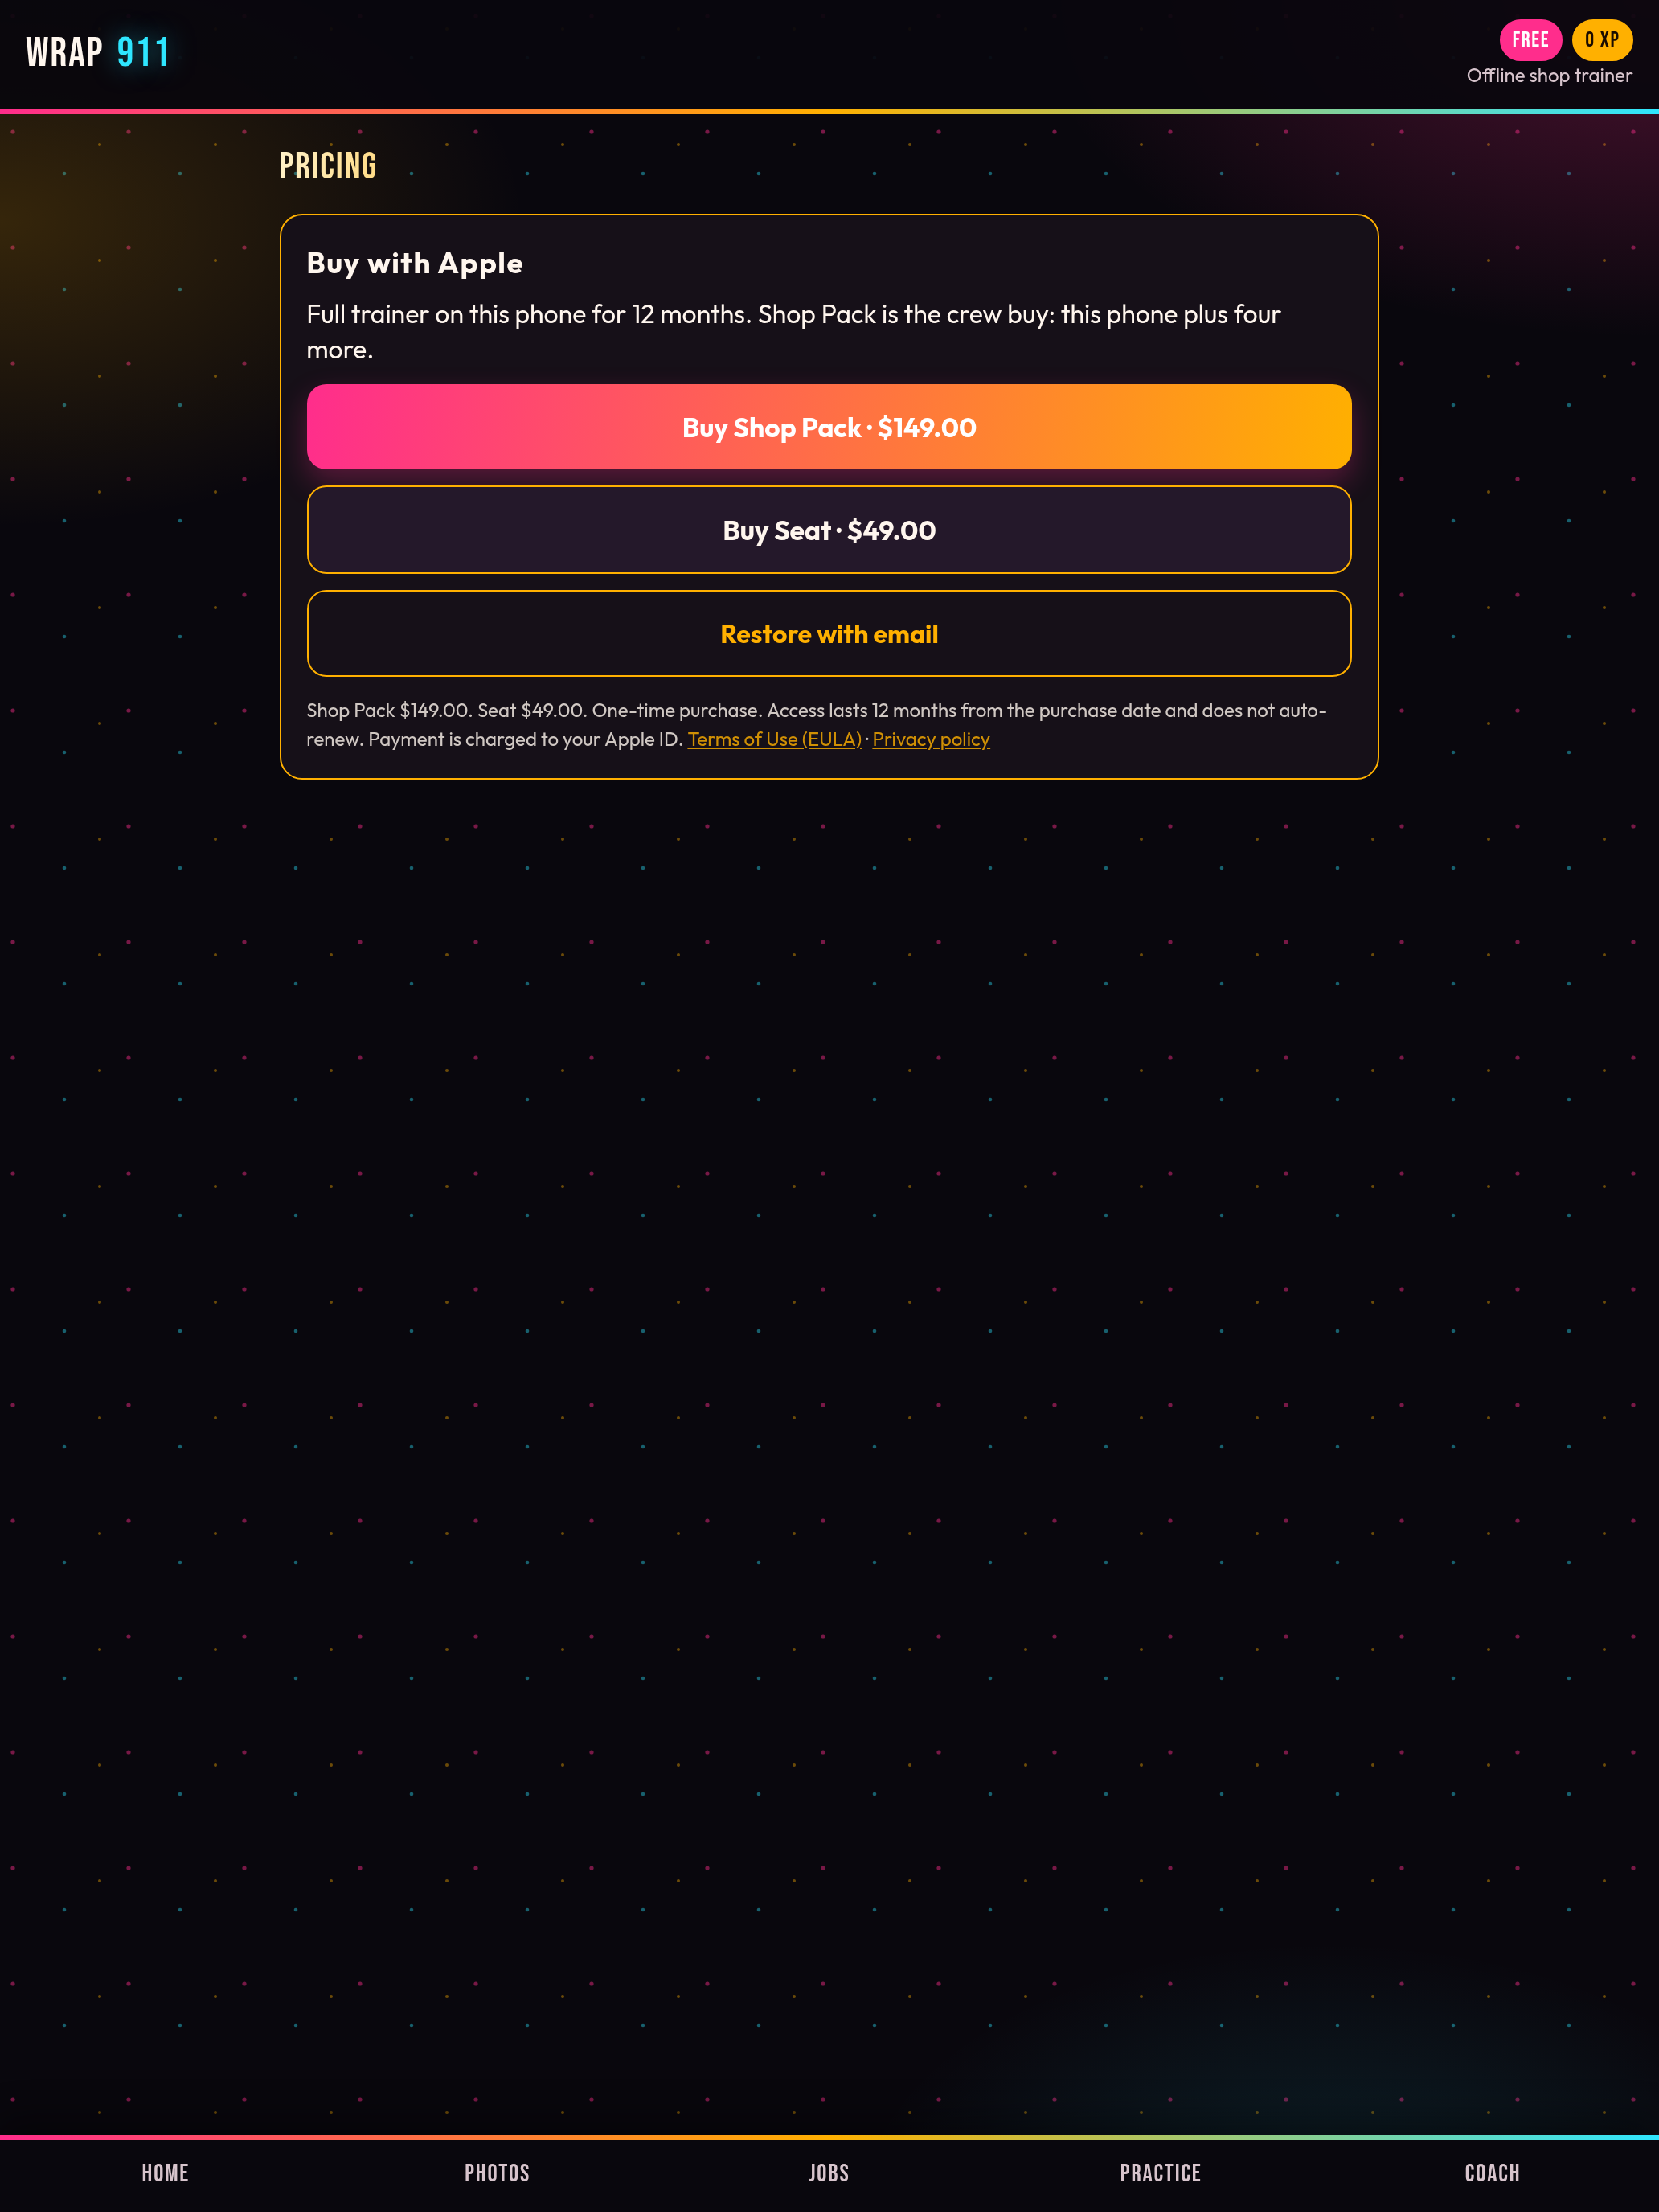 WRAP 911
FREE
0 XP
Offline shop trainer
PRICING
Buy with Apple
Full trainer on this phone for 12 months. Shop Pack is the crew buy: this phone plus four
more.
Buy Shop Pack · $149.00
Buy Seat · $49.00
Restore with email
Shop Pack $149.00. Seat $49.00. One-time purchase. Access lasts 12 months from the purchase date and does not auto-
renew. Payment is charged to your Apple ID. Terms of Use (EULA) · Privacy policy
HOME
PHOTOS
JOBS
PRACTICE
COACH